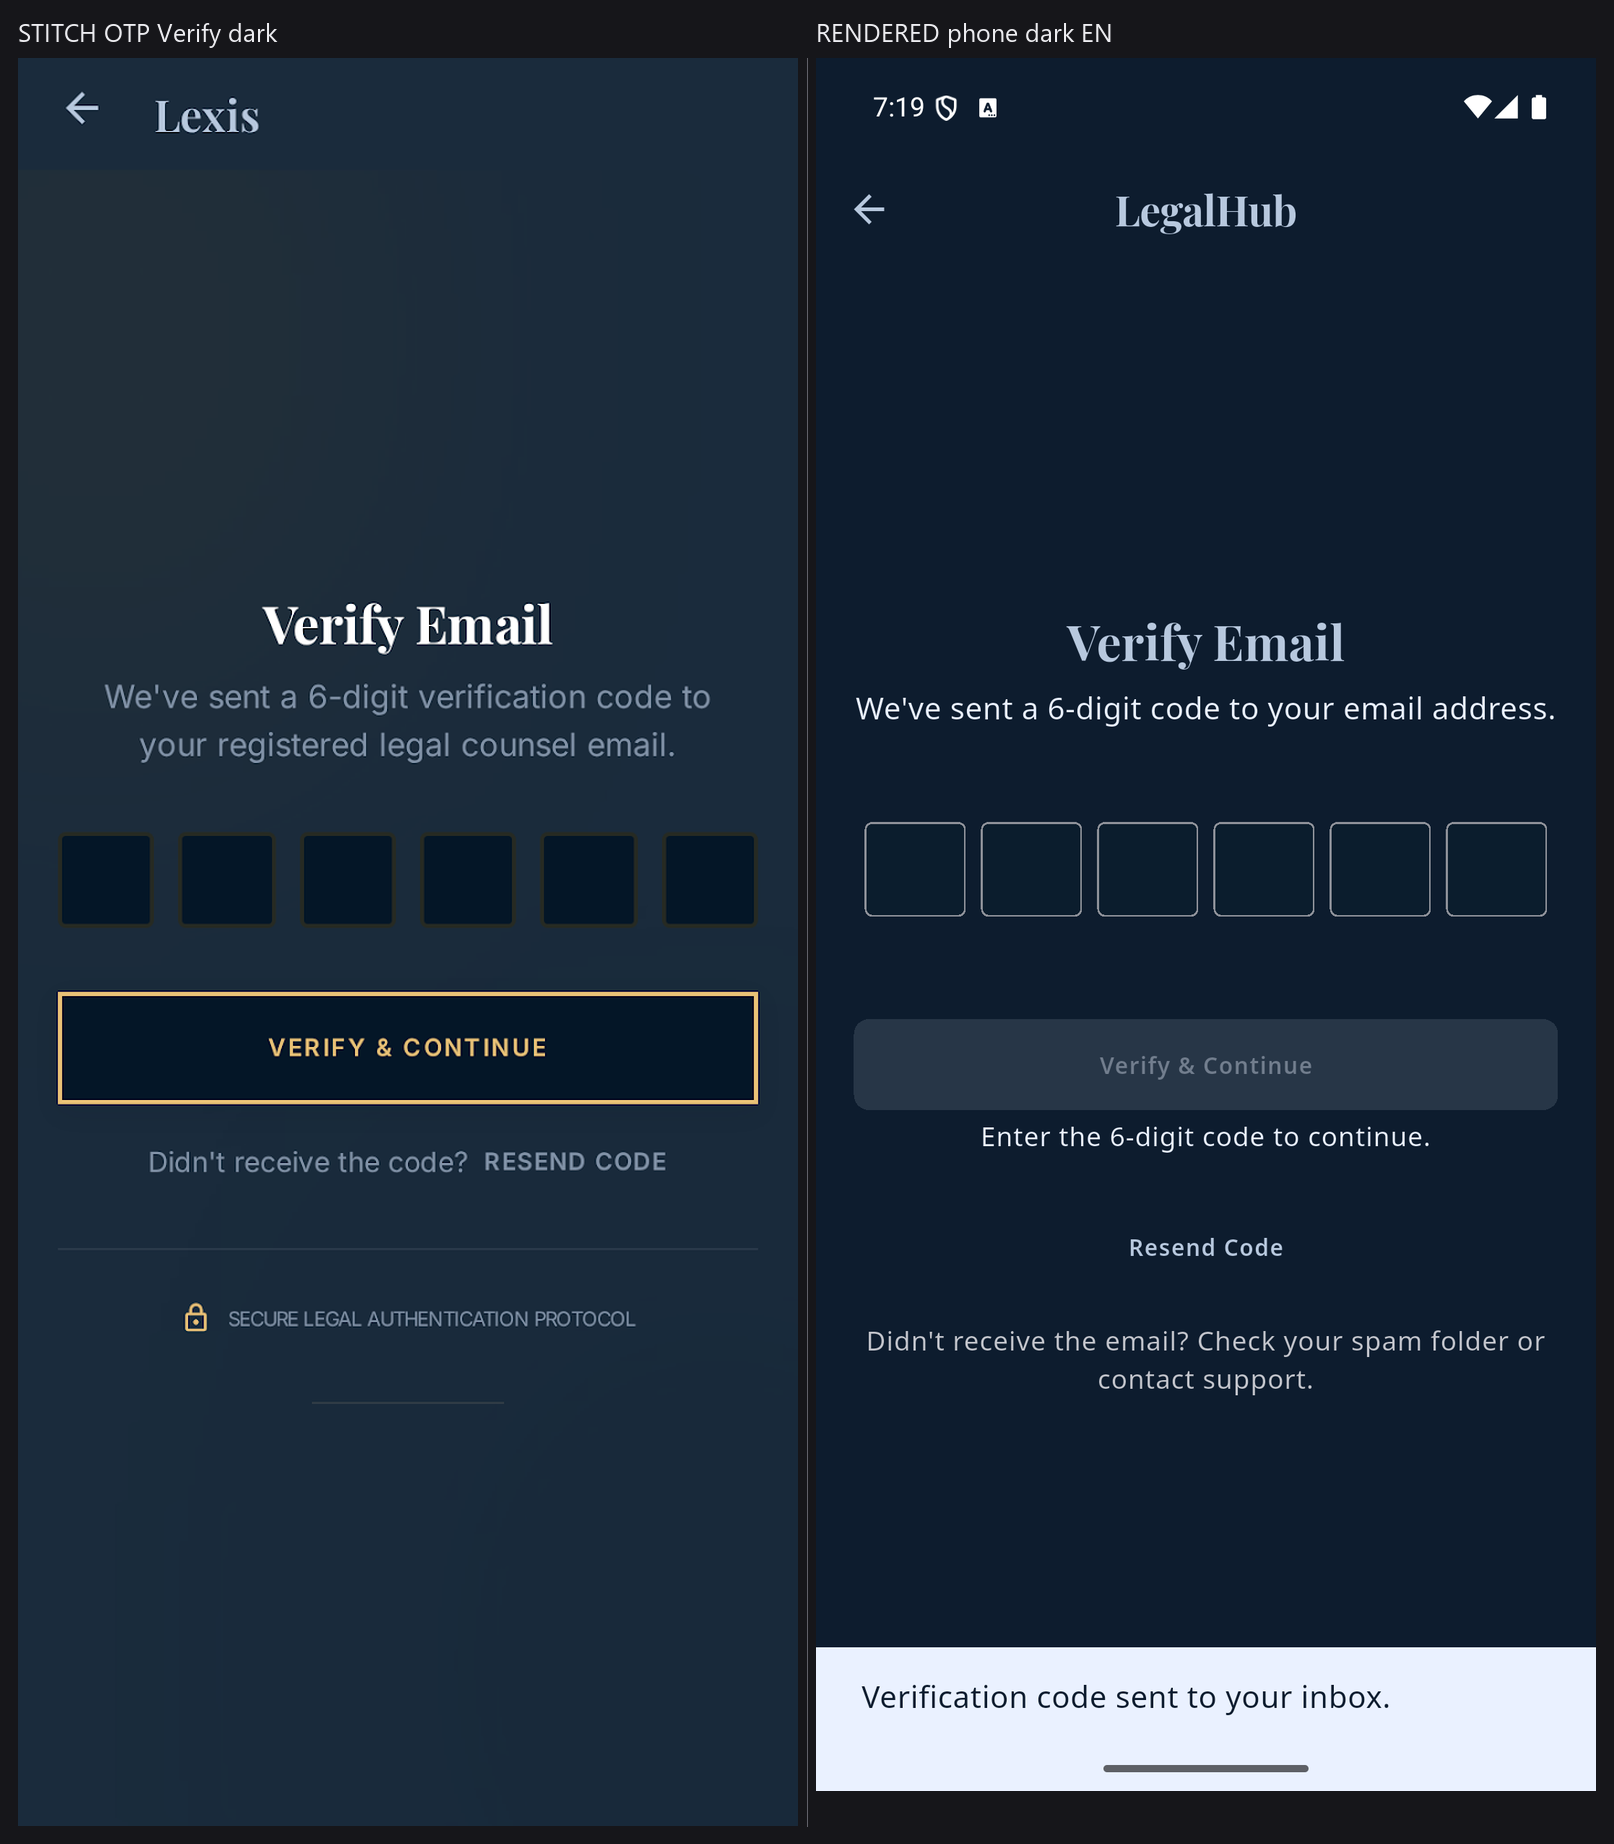 STITCH OTP Verify dark
Lexis
Verify Email
We've sent a 6-digit verification code to
your registered legal counsel email.
VERIFY & CONTINUE
Didn't receive the code? RESEND CODE
SECURE LEGAL AUTHENTICATION PROTOCOL
RENDERED phone dark EN
7:19
A
LegalHub
Verify Email
We've sent a 6-digit code to your email address.
Verify & Continue
Enter the 6-digit code to continue.
Resend Code
Didn't receive the email? Check your spam folder or
contact support.
Verification code sent to your inbox.